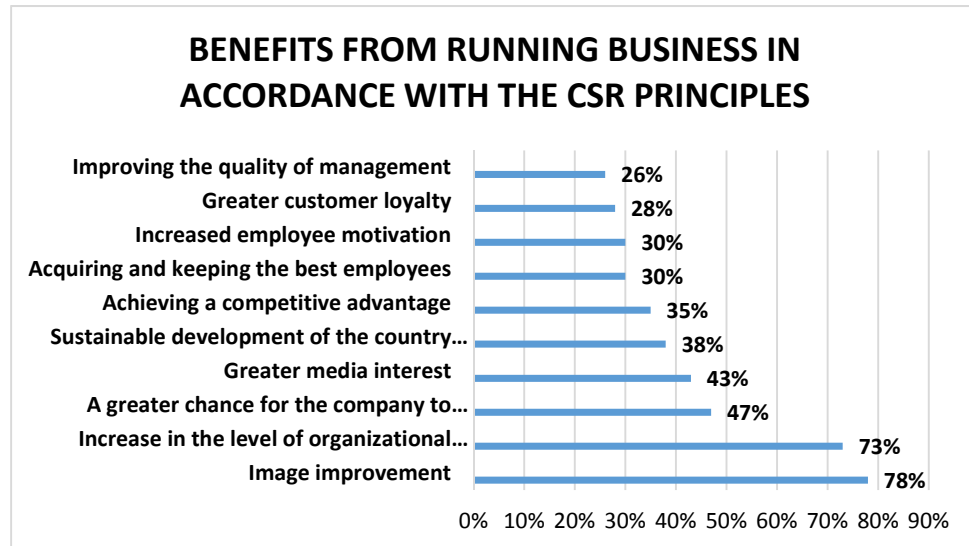 BENEFITS FROM RUNNING BUSINESS IN
ACCORDANCE WITH THE CSR PRINCIPLES
Improving the quality of management 26%
Greater customer loyalty 28%
Increased employee motivation 30%
Acquiring and keeping the best employees 30%
Achieving a competitive advantage 35%
Sustainable development of the country… 38%
Greater media interest 43%
A greater chance for the company to… 47%
Increase in the level of organizational… 73%
Image improvement 78%
0% 10% 20% 30% 40% 50% 60% 70% 80% 90%